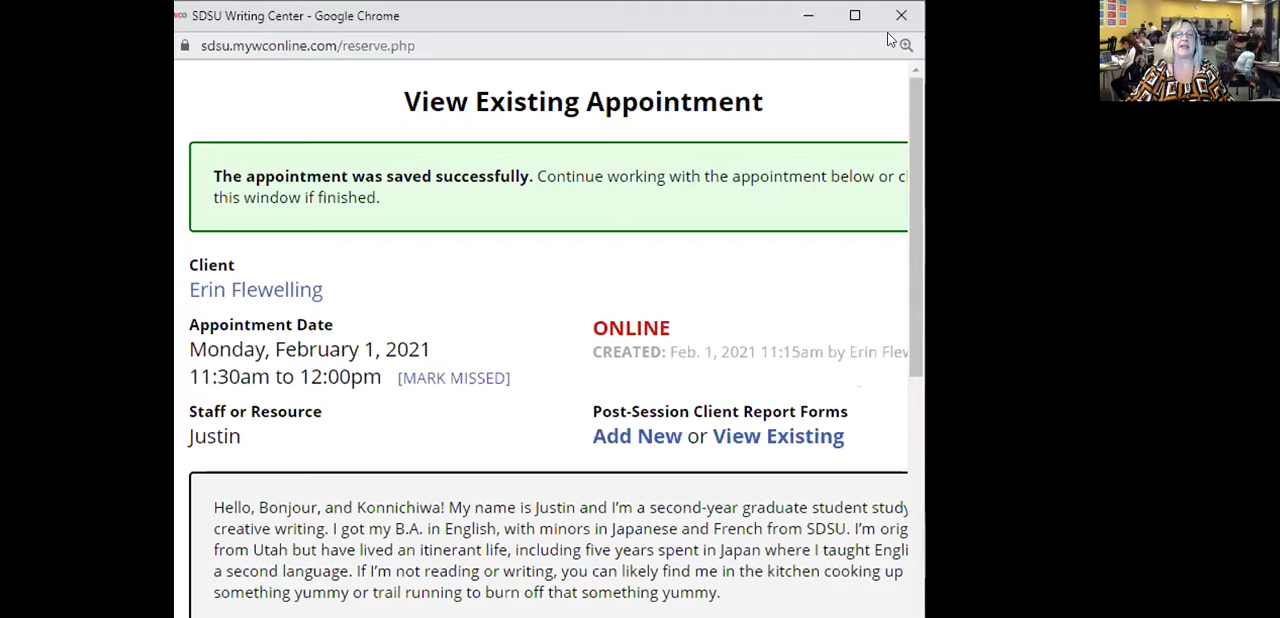 SDSU Writing Center - Google Chrome
sdsu.mywconline.com/reserve.php
View Existing Appointment
The appointment was saved successfully. Continue working with the appointment below or c
this window if finished.
Client
Erin Flewelling
Appointment Date
Monday, February 1, 2021
11:30am to 12:00pm [MARK MISSED]
ONLINE
CREATED: Feb. 1, 2021 11:15am by Erin Flew
Staff or Resource
Justin
Post-Session Client Report Forms
Add New or View Existing
Hello, Bonjour, and Konnichiwa! My name is Justin and I'm a second-year graduate student study
creative writing. I got my B.A. in English, with minors in Japanese and French from SDSU. I'm orig
from Utah but have lived an itinerant life, including five years spent in Japan where I taught Engli
a second language. If I'm not reading or writing, you can likely find me in the kitchen cooking up
something yummy or trail running to burn off that something yummy.